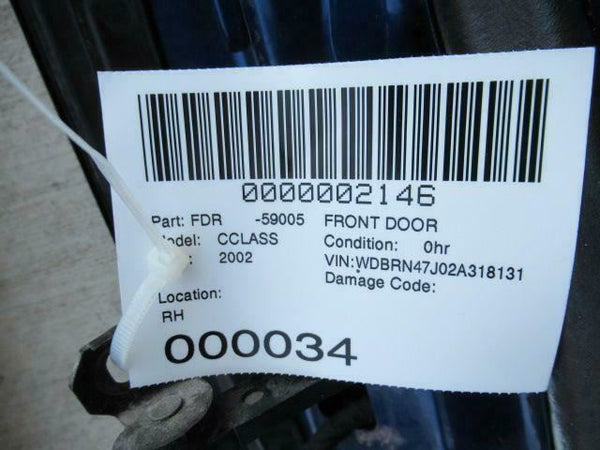 0000002146
Part: FDR -59005 FRONT DOOR
odel: CCLASS Condition: 0hr
: 2002 VIN:WDBRN47J02A318131
Damage Code:
Location:
RH
000034